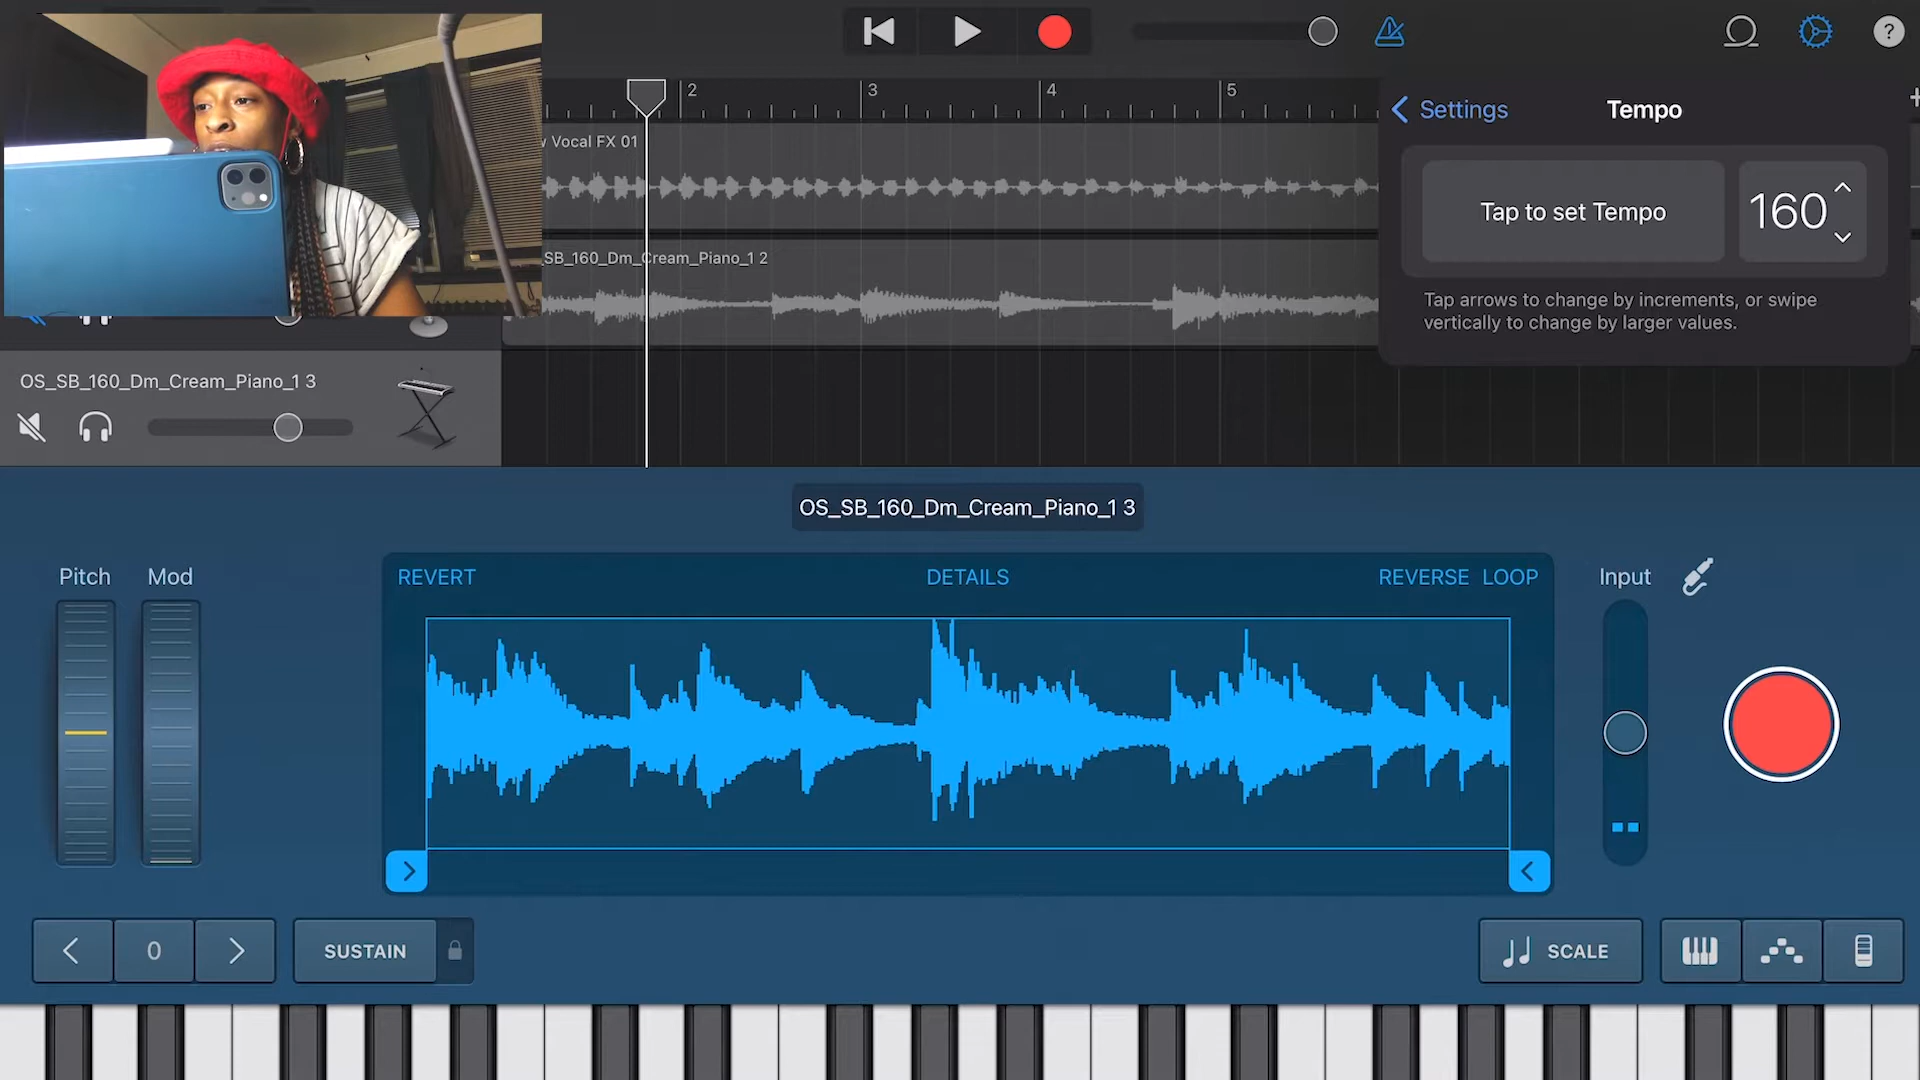 2 3 4 5
Settings
Tempo
Vocal FX 01
Tap to set Tempo
160
SB_160_Dm_Cream_Piano_1 2
Tap arrows to change by increments, or swipe
vertically to change by larger values.
OS_SB_160_Dm_Cream_Piano_1 3
OS_SB_160_Dm_Cream_Piano_1 3
Pitch
Mod
REVERT
DETAILS
REVERSE
LOOP
Input
0
SUSTAIN
SCALE
?